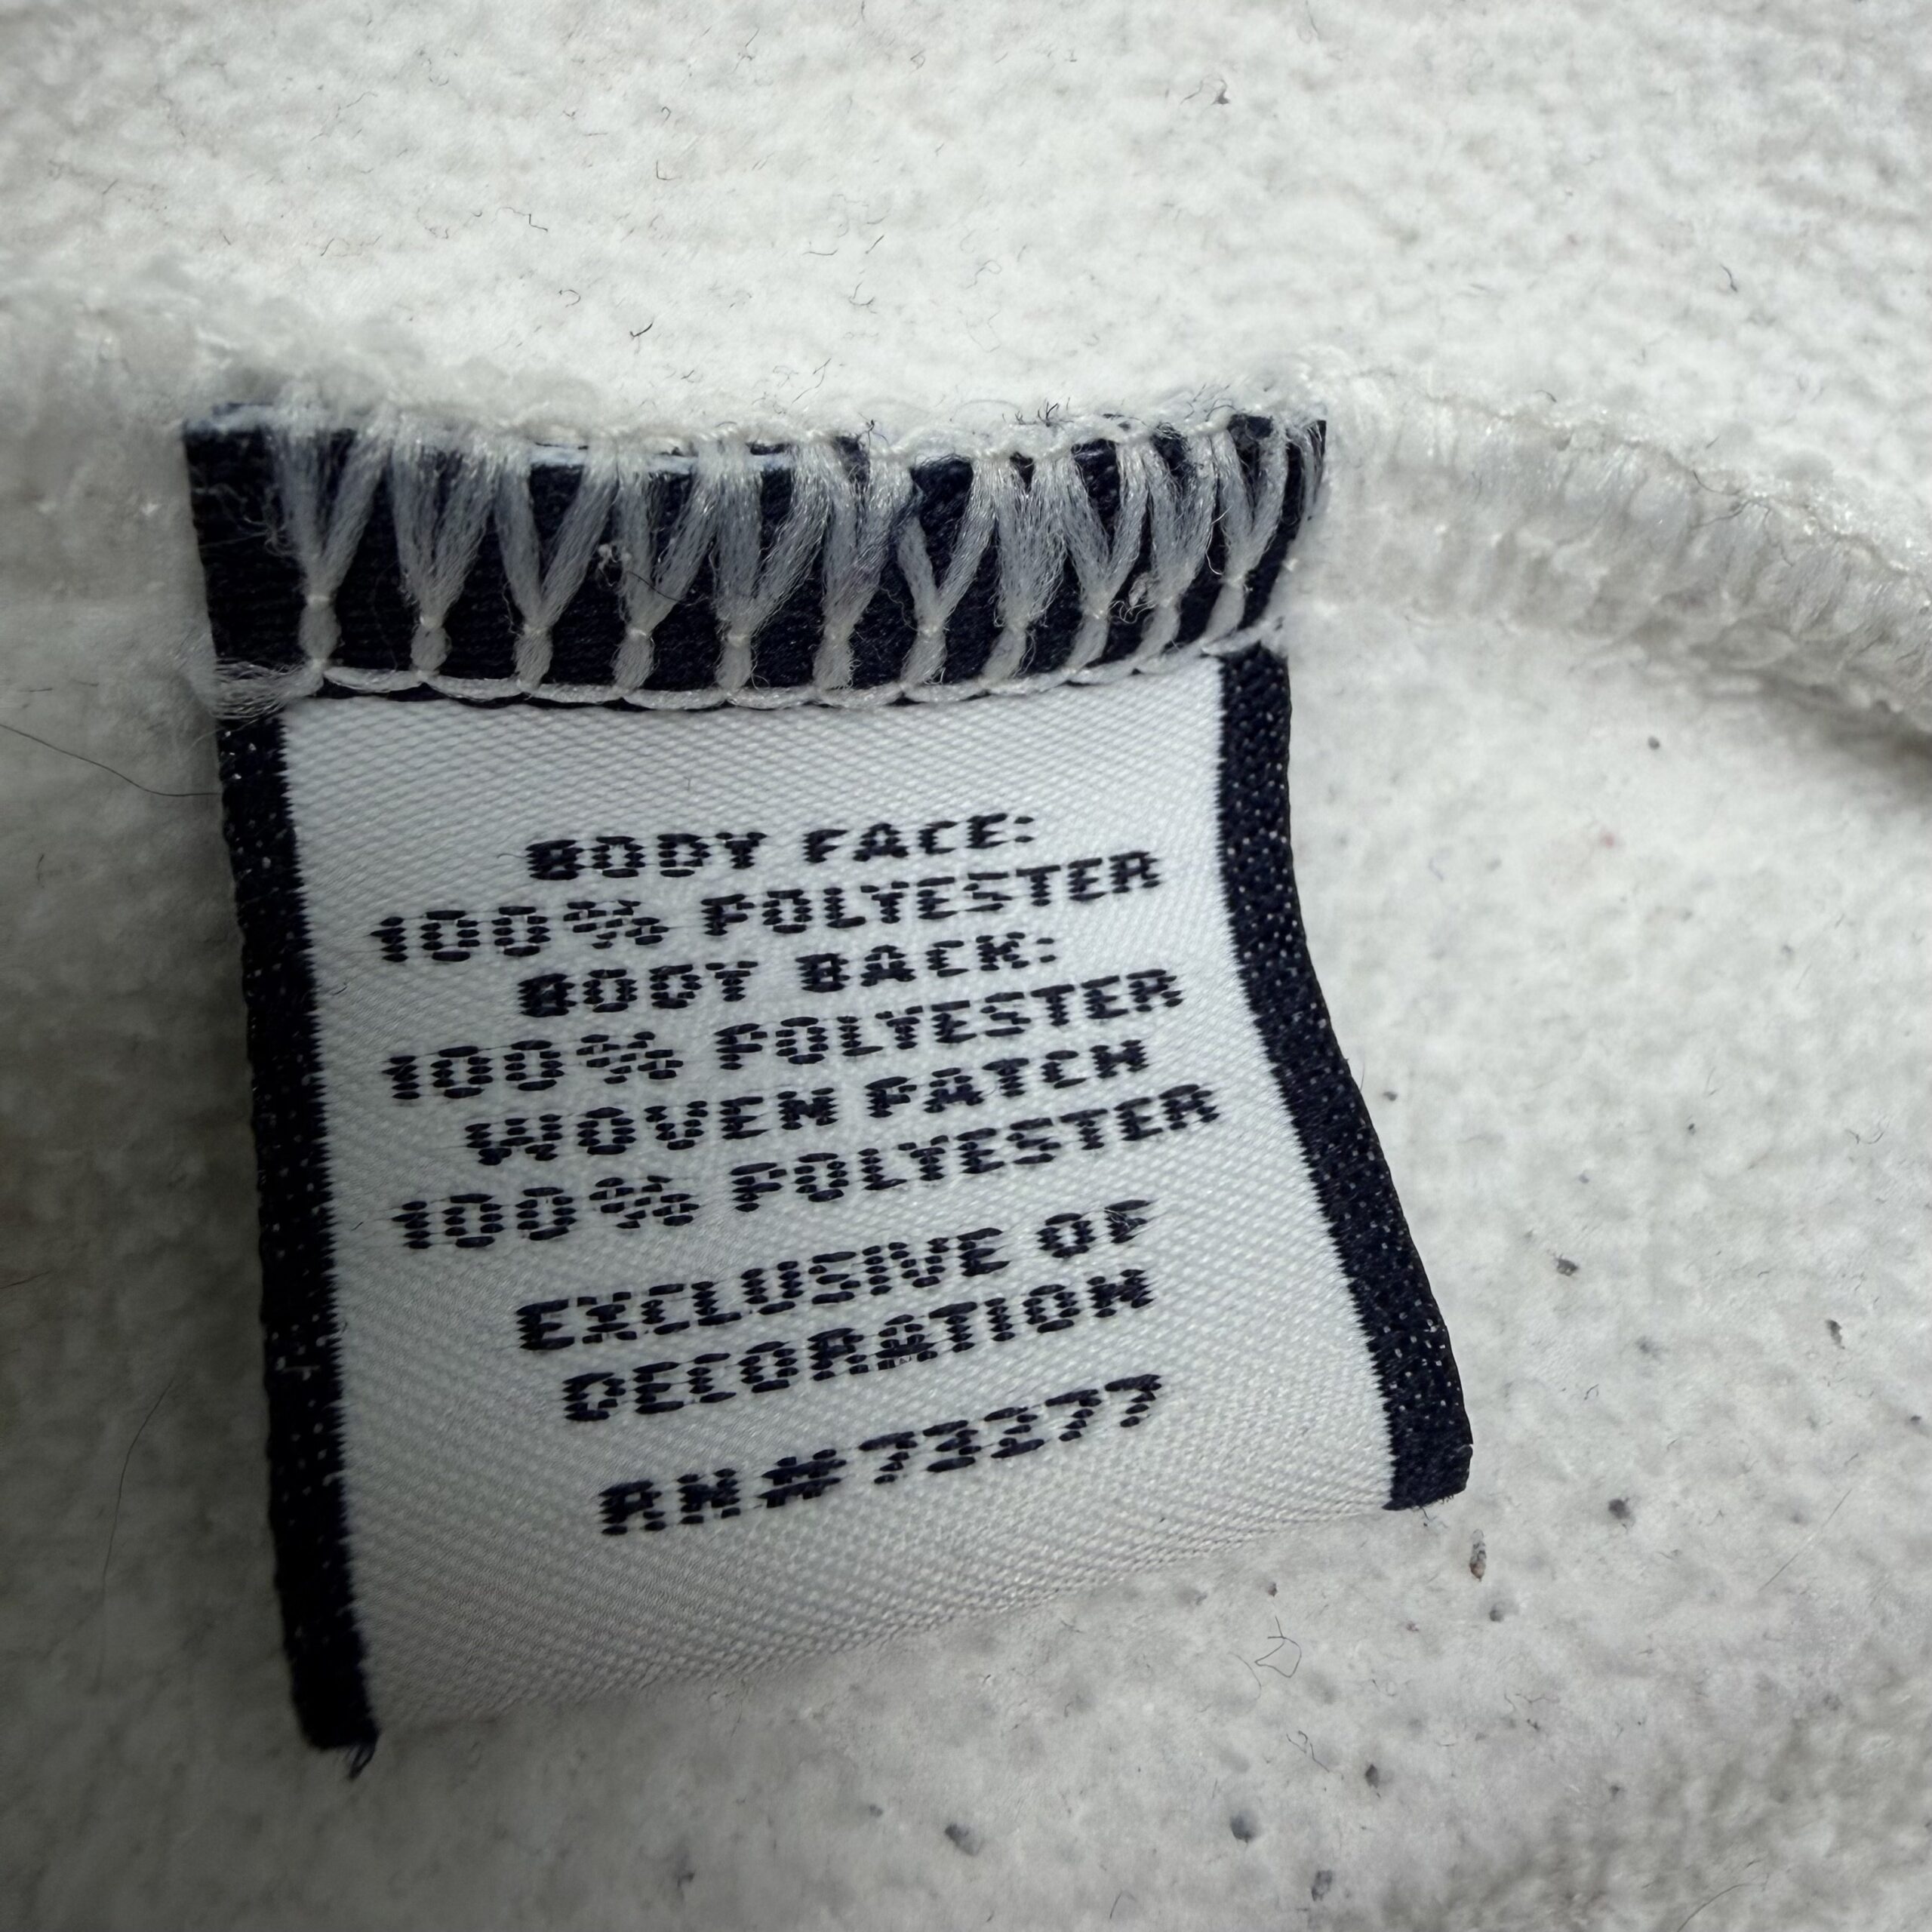 BODY FACE:
100% POLYESTER
BODY BACK:
100% POLYESTER
WOVEN PATCH
100% POLYESTER
EXCLUSIVE OF
DECORATION
RN#73277